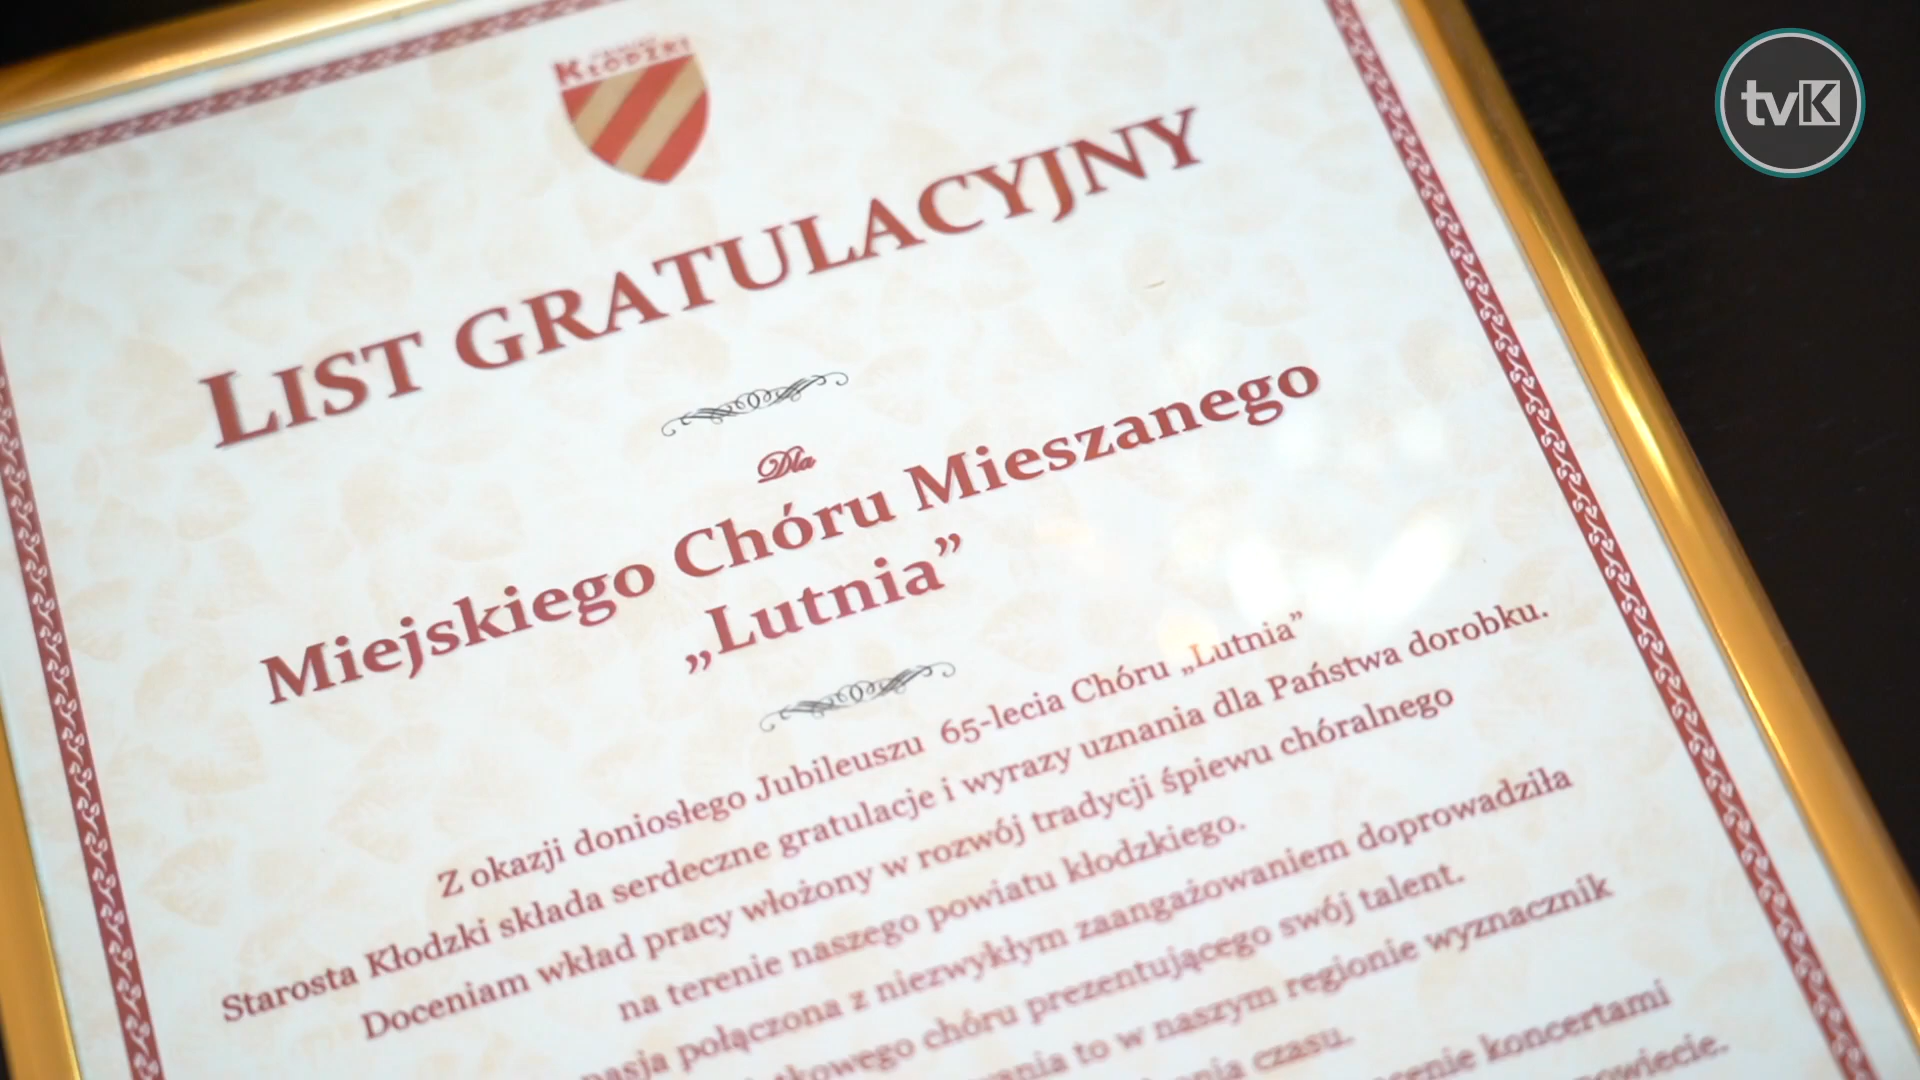 KŁODZKI
tvK
LIST GRATULACYJNY
Dla
Miejskiego Chóru Mieszanego
„Lutnia”
Z okazji doniosłego Jubileuszu 65-lecia Chóru „Lutnia”
Starosta Kłodzki składa serdeczne gratulacje i wyrazy uznania dla Państwa dorobku.
Doceniam wkład pracy włożony w rozwój tradycji śpiewu chóralnego
na terenie naszego powiatu kłodzkiego.
pasja połączona z niezwykłym zaangażowaniem doprowadziła
chóru prezentującego swój talent.
to w naszym regionie wyznacznik
czasu.
koncertami